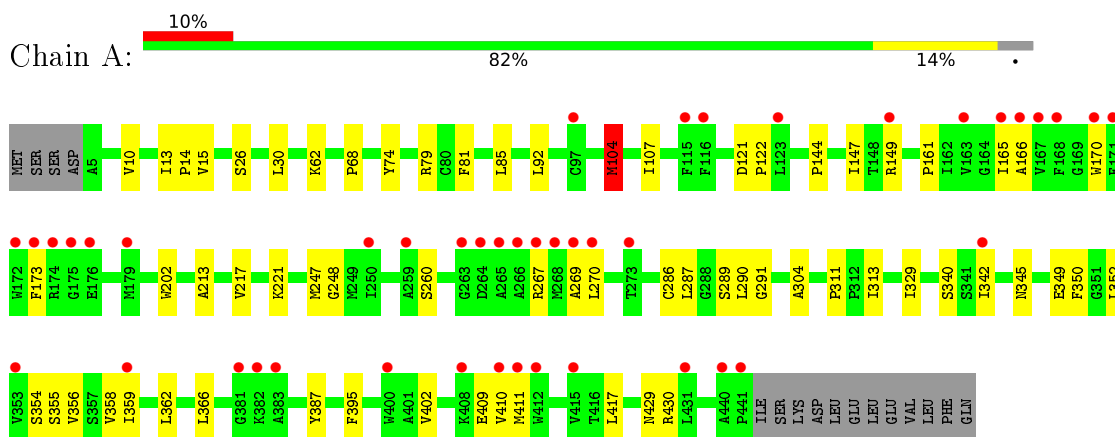 10%
Chain A:
82% 14% •
MET SER SER ASP A5 V10 I13 P14 V15 S26 L30 K62 P68 Y74 R79 C80 F81 L85 L92 C97 M104 I107 F115 F116 D121 P122 L123 P144 I147 T148 R149 P161 I162 V163 G164 I165 A166 V167 F168 G169 W170 E171
W172 F173 R174 G175 E176 M179 W202 A213 V217 K221 M247 G248 M249 I250 A259 S260 G263 D264 A265 A266 R267 M268 A269 L270 T273 C286 L287 G288 S289 L290 G291 A304 P311 P312 I313 I329 S340 S341 I342 N345 E349 F350 G351 L352
V353 S354 S355 V356 S357 V358 I359 L362 L366 G381 K382 A383 Y387 F395 W400 A401 V402 K408 E409 V410 M411 W412 V415 T416 L417 N429 R430 L431 A440 P441 ILE SER LYS ASP LEU GLU LEU GLU VAL LEU PHE GLN